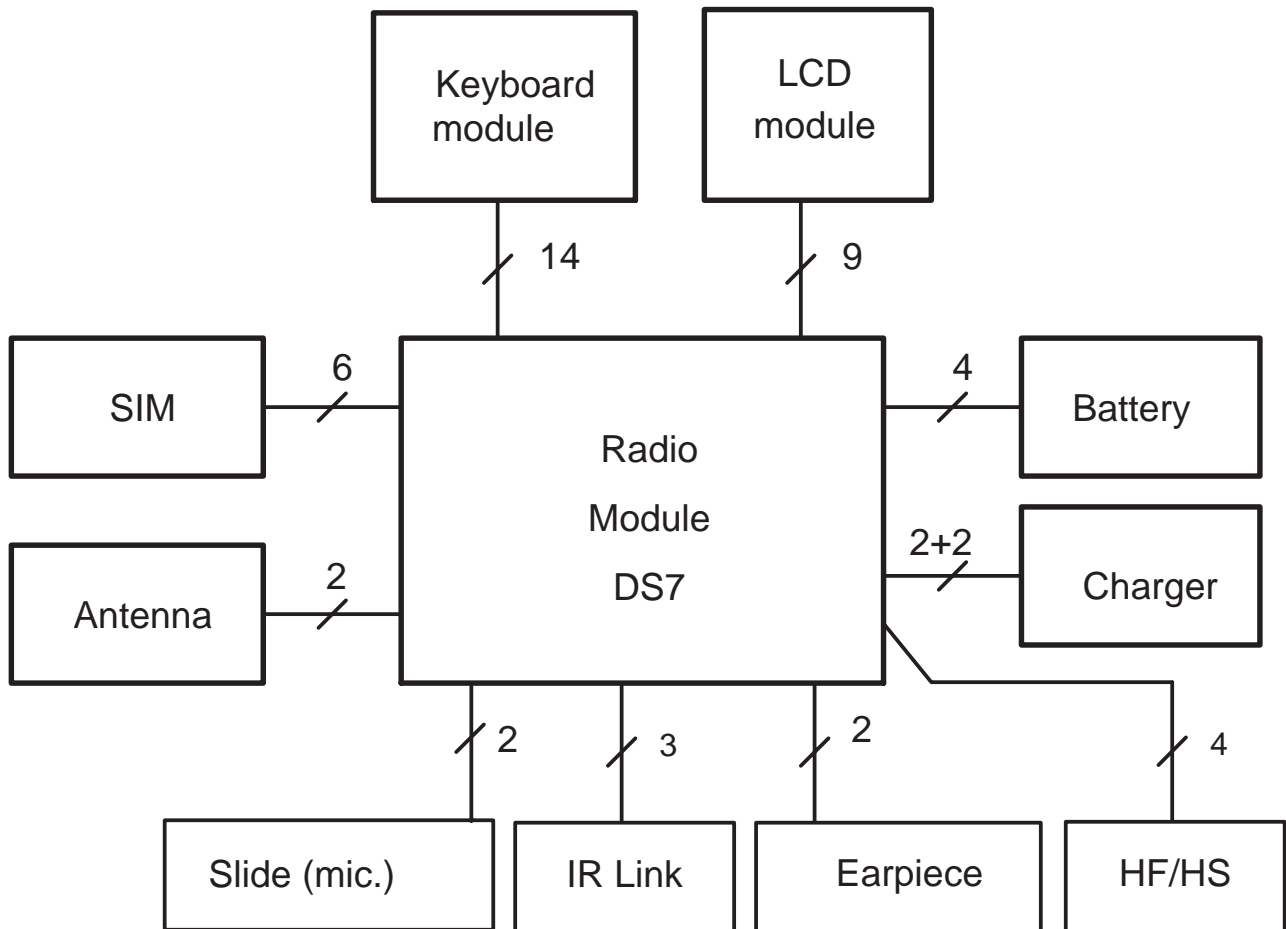 Keyboard
module
LCD
module
14
9
SIM
6
Radio
Module
DS7
4
Battery
Antenna
2
2+2
Charger
2
3
2
4
Slide (mic.)
IR Link
Earpiece
HF/HS